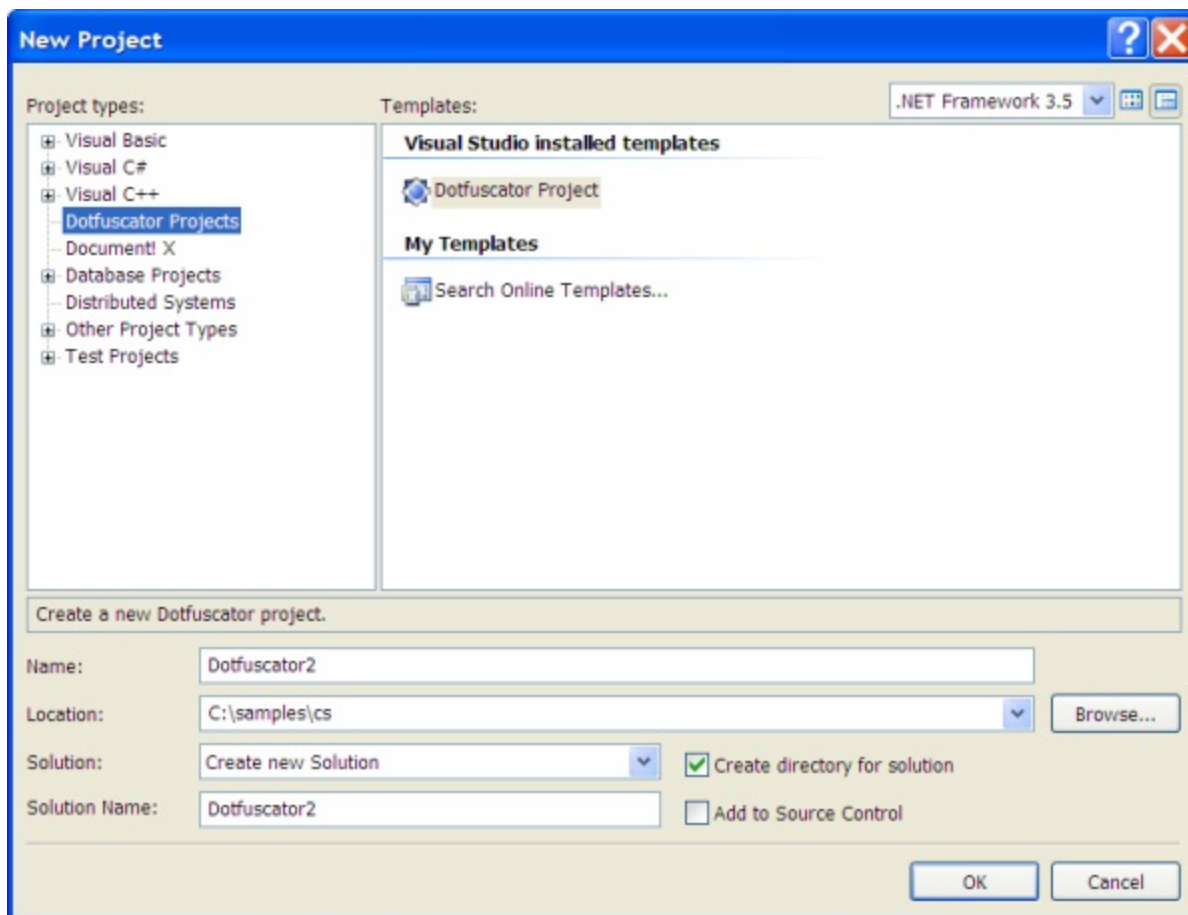 New Project
Project types:
Templates:
.NET Framework 3.5
Visual Basic
Visual C#
Visual C++
Dotfuscator Projects
Document! X
Database Projects
Distributed Systems
Other Project Types
Test Projects
Visual Studio installed templates
Dotfuscator Project
My Templates
Search Online Templates...
Create a new Dotfuscator project.
Name: Dotfuscator2
Location: C:\samples\cs Browse...
Solution: Create new Solution Create directory for solution
Solution Name: Dotfuscator2 Add to Source Control
OK Cancel